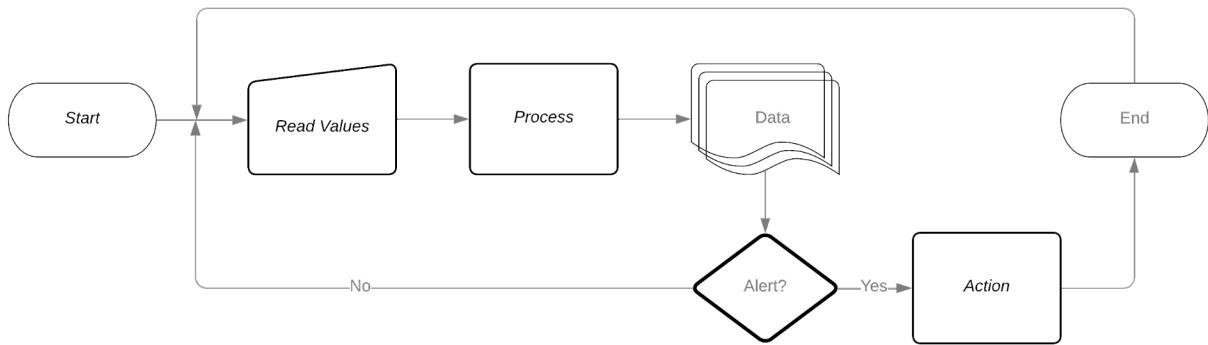 Start
Read Values
Process
Data
End
Alert?
No
Yes
Action